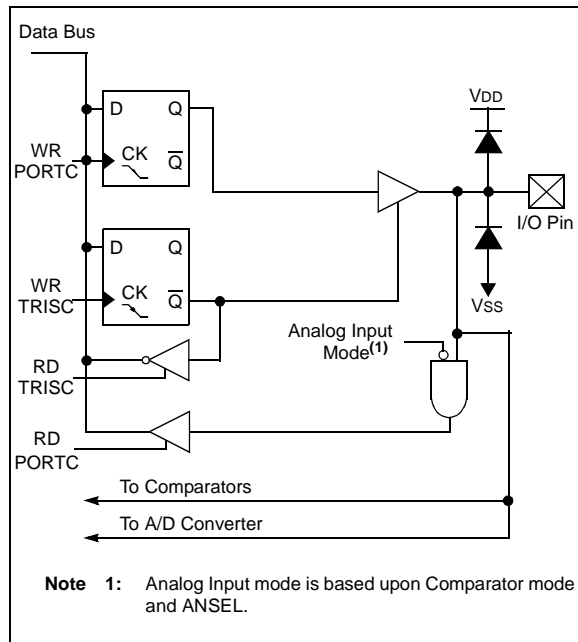 Data Bus
D Q
VDD
WR
PORTC
CK Q
I/O Pin
D Q
WR
TRISC
CK Q
VSS
Analog Input
Mode(1)
RD
TRISC
RD
PORTC
To Comparators
To A/D Converter
Note 1: Analog Input mode is based upon Comparator mode
and ANSEL.